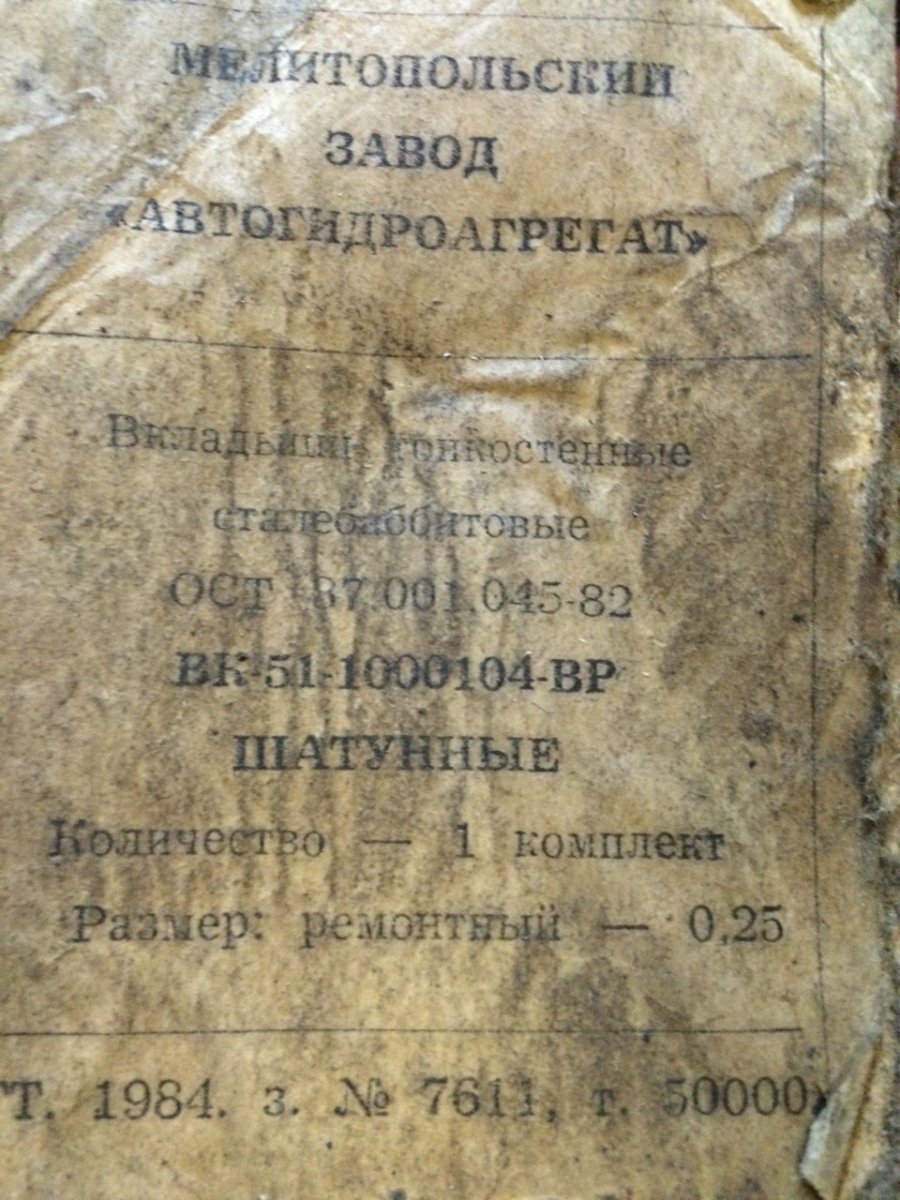 МЕЛИТОПОЛЬСКИЙ
ЗАВОД
«АВТОГИДРОАГРЕГАТ»
Вкладыши тонкостенные
сталебаббитовые
ОСТ 37.001.045-82
ВК-51-1000104-ВР
ШАТУННЫЕ
Количество — 1 комплект
Размер: ремонтный — 0,25
Т. 1984. з. № 7611, т. 50000